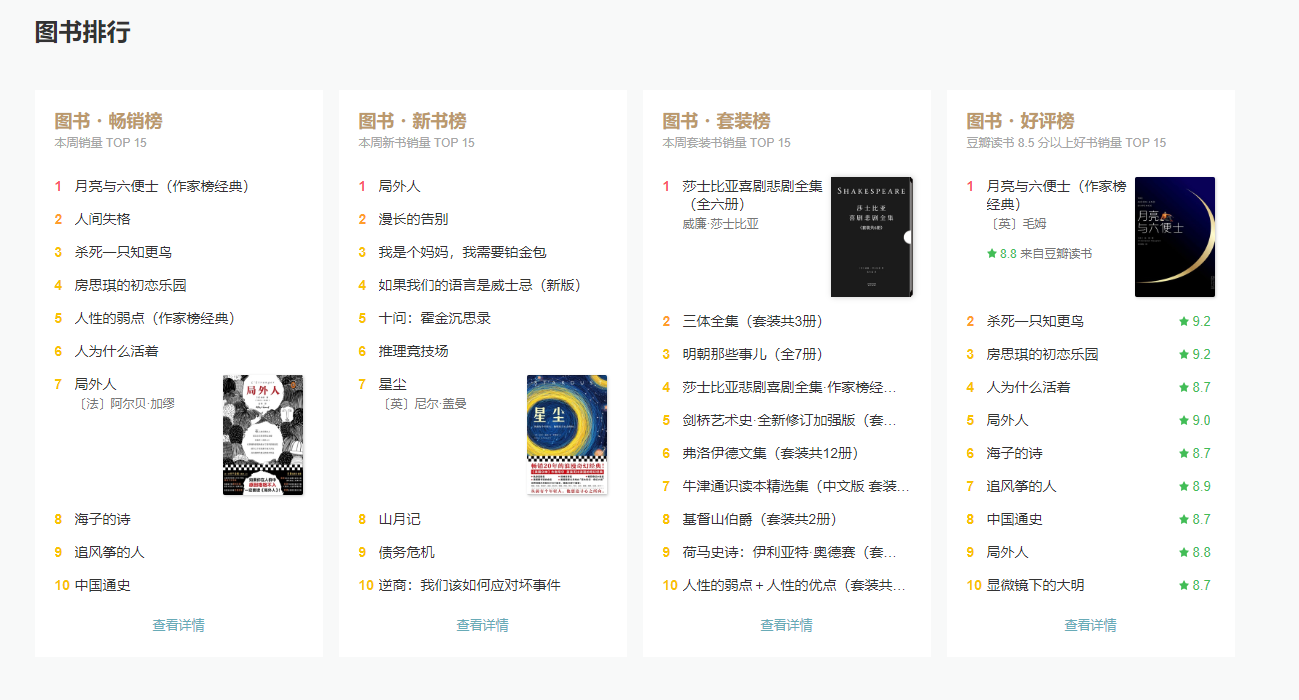 图书排行
图书 · 畅销榜
本周销量 TOP 15
1 月亮与六便士（作家榜经典）
2 人间失格
3 杀死一只知更鸟
4 房思琪的初恋乐园
5 人性的弱点（作家榜经典）
6 人为什么活着
7 局外人
〔法〕阿尔贝·加缪
局外人
8 海子的诗
9 追风筝的人
10 中国通史
查看详情
图书 · 新书榜
本周新书销量 TOP 15
1 局外人
2 漫长的告别
3 我是个妈妈，我需要铂金包
4 如果我们的语言是威士忌（新版）
5 十问：霍金沉思录
6 推理竞技场
7 星尘
〔英〕尼尔·盖曼
STARDUST
星尘
畅销20年的浪漫奇幻经典！
8 山月记
9 债务危机
10 逆商：我们该如何应对坏事件
查看详情
图书 · 套装榜
本周套装书销量 TOP 15
1 莎士比亚喜剧悲剧全集
（全六册）
威廉·莎士比亚
SHAKESPEARE
莎士比亚
喜剧悲剧全集
2 三体全集（套装共3册）
3 明朝那些事儿（全7册）
4 莎士比亚悲剧喜剧全集·作家榜经…
5 剑桥艺术史·全新修订加强版（套…
6 弗洛伊德文集（套装共12册）
7 牛津通识读本精选集（中文版 套装…
8 基督山伯爵（套装共2册）
9 荷马史诗：伊利亚特·奥德赛（套…
10 人性的弱点＋人性的优点（套装共…
查看详情
图书 · 好评榜
豆瓣读书 8.5 分以上好书销量 TOP 15
1 月亮与六便士（作家榜
经典）
〔英〕毛姆
★ 8.8 来自豆瓣读书
月亮
与六便士
2 杀死一只知更鸟 ★ 9.2
3 房思琪的初恋乐园 ★ 9.2
4 人为什么活着 ★ 8.7
5 局外人 ★ 9.0
6 海子的诗 ★ 8.7
7 追风筝的人 ★ 8.9
8 中国通史 ★ 8.7
9 局外人 ★ 8.8
10 显微镜下的大明 ★ 8.7
查看详情